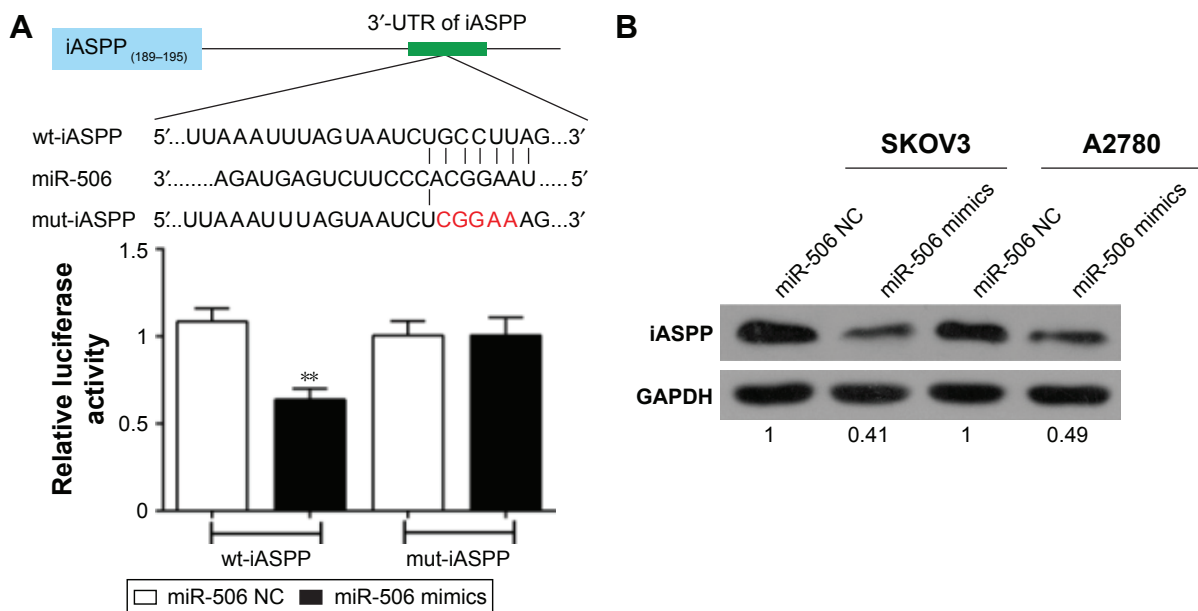 A
3′-UTR of iASPP
iASPP (189–195)
wt-iASPP 5′...UUAAAUUUAGUAAUCUGCCUUAG...3′
miR-506 3′........AGAUGAGUCUUCCCACGGAAU.....5′
mut-iASPP 5′...UUAAAUUUAGUAAUCUCGGAAAG...3′
Relative luciferase
activity
1.5
1
0.5
0
**
wt-iASPP mut-iASPP
miR-506 NC miR-506 mimics
B
SKOV3 A2780
miR-506 NC miR-506 mimics miR-506 NC miR-506 mimics
iASPP
GAPDH
1 0.41 1 0.49